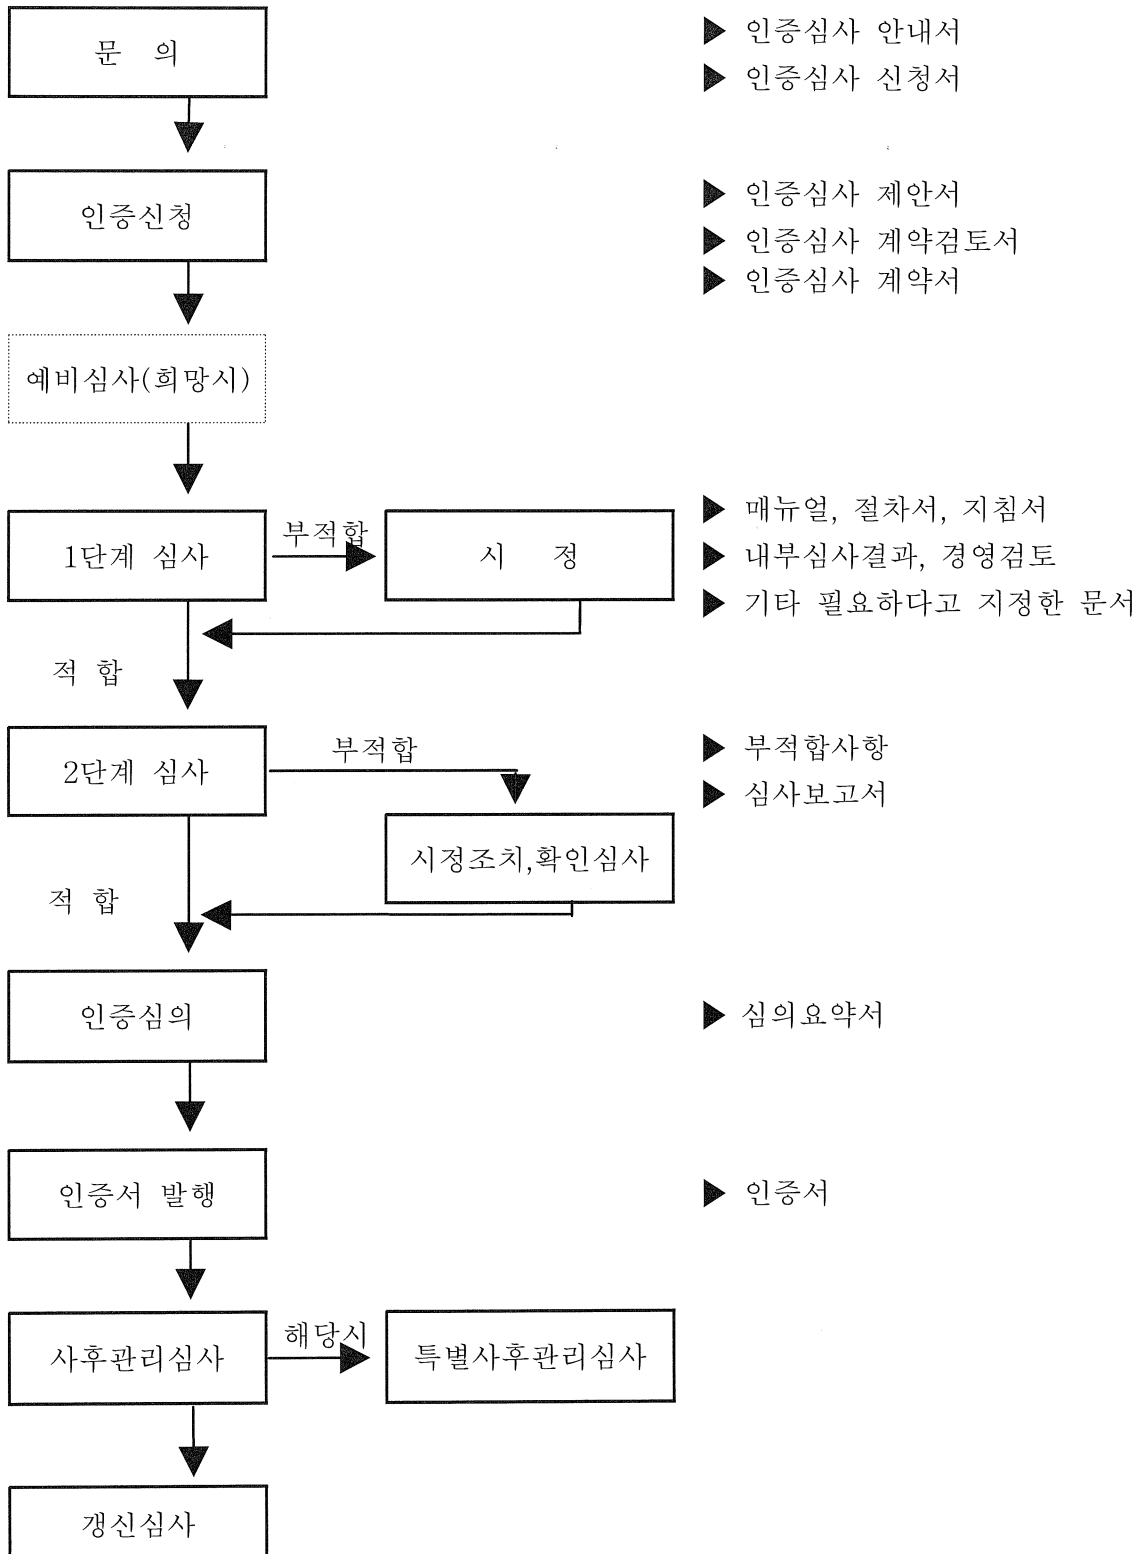 문 의
▶ 인증심사 안내서
▶ 인증심사 신청서
인증신청
▶ 인증심사 제안서
▶ 인증심사 계약검토서
▶ 인증심사 계약서
예비심사(희망시)
1단계 심사
부적합
시 정
▶ 매뉴얼, 절차서, 지침서
▶ 내부심사결과, 경영검토
▶ 기타 필요하다고 지정한 문서
적 합
2단계 심사
부적합
▶ 부적합사항
▶ 심사보고서
시정조치,확인심사
적 합
인증심의
▶ 심의요약서
인증서 발행
▶ 인증서
사후관리심사
해당시
특별사후관리심사
갱신심사